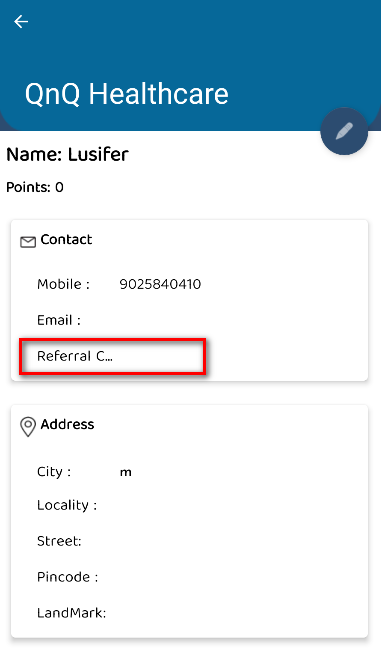 QnQ Healthcare
Name: Lusifer
Points: 0
Contact
Mobile : 9025840410
Email :
Referral C...
Address
City : m
Locality :
Street:
Pincode :
LandMark: